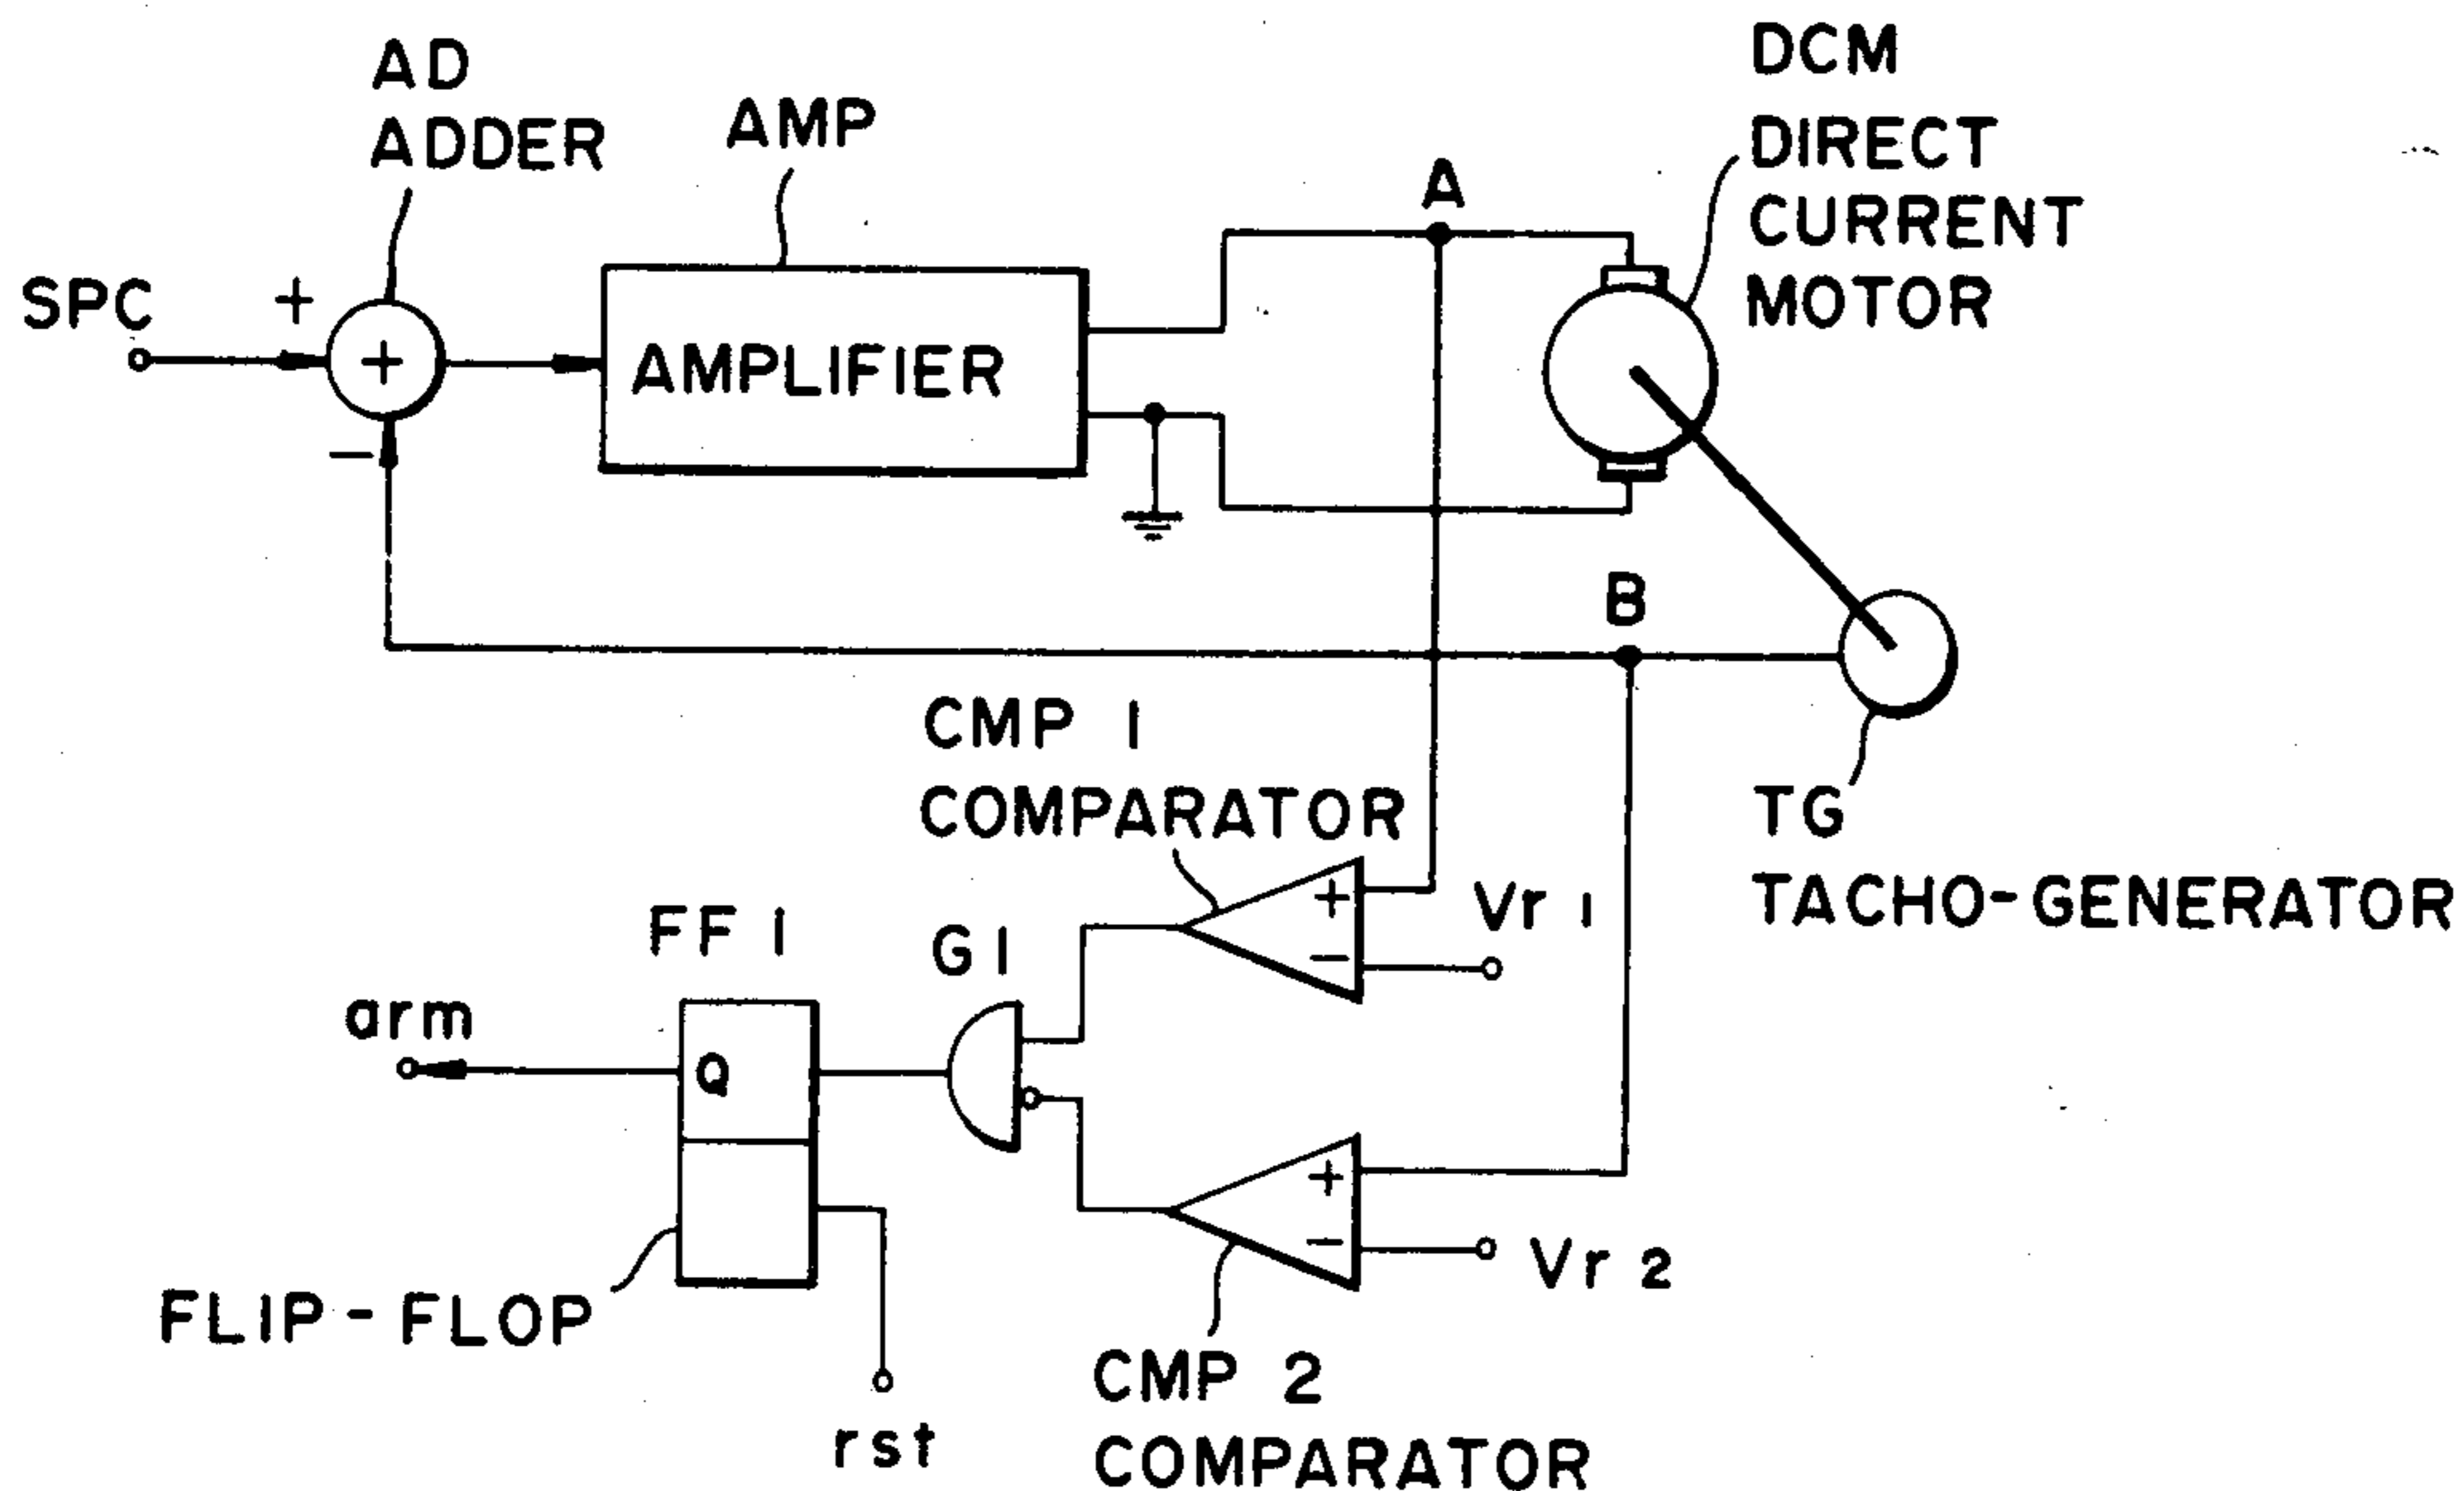 AD
ADDER
AMP
DCM
DIRECT
CURRENT
MOTOR
A
SPC
+
+
AMPLIFIER
−
B
CMP 1
COMPARATOR
TG
TACHO-GENERATOR
+
−
Vr 1
FF 1
G1
arm
Q
+
−
Vr 2
FLIP-FLOP
rst
CMP 2
COMPARATOR